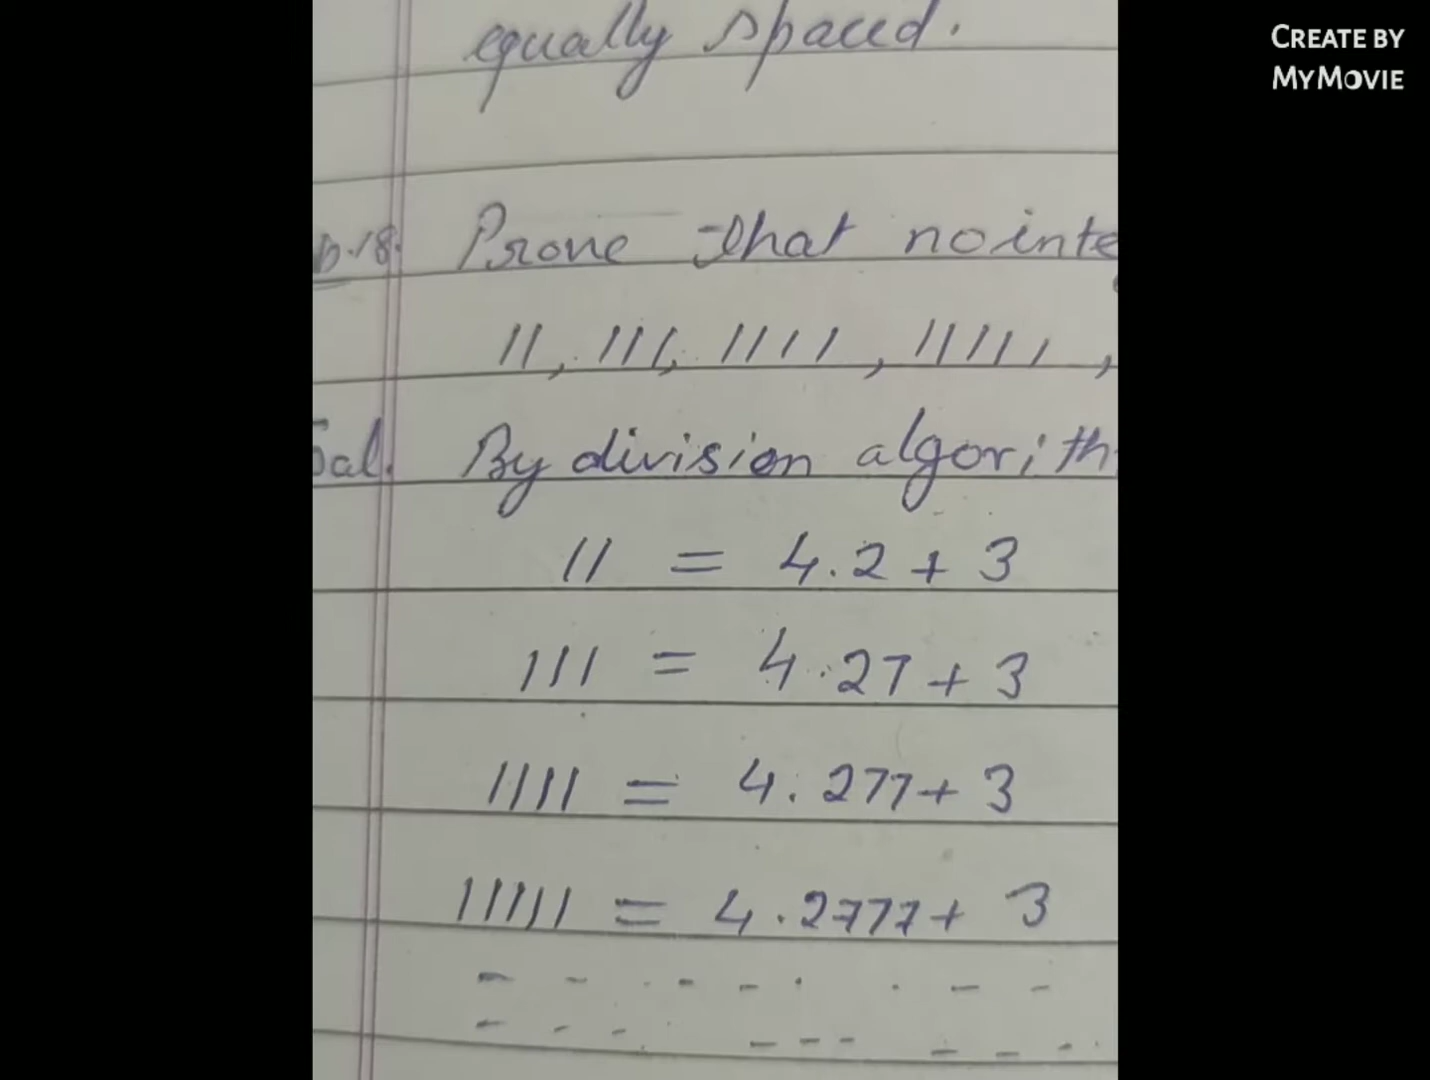 CREATE BY
MYMOVIE
equally spaced.
Prove that no inte
11, 111, 1111, 11111,
Sol. By division algorith
11 = 4.2 + 3
111 = 4.27 + 3
1111 = 4.277 + 3
11111 = 4.2777 + 3